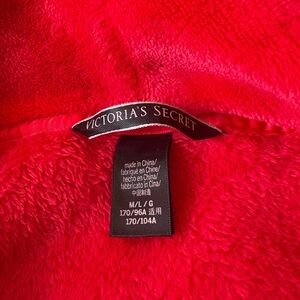 VICTORIA'S SECRET
made in China/
fabriqué en Chine/
hecho en China/
fabbricato in Cina/
中国制造
M/L / G
170/96A 适用
170/104A